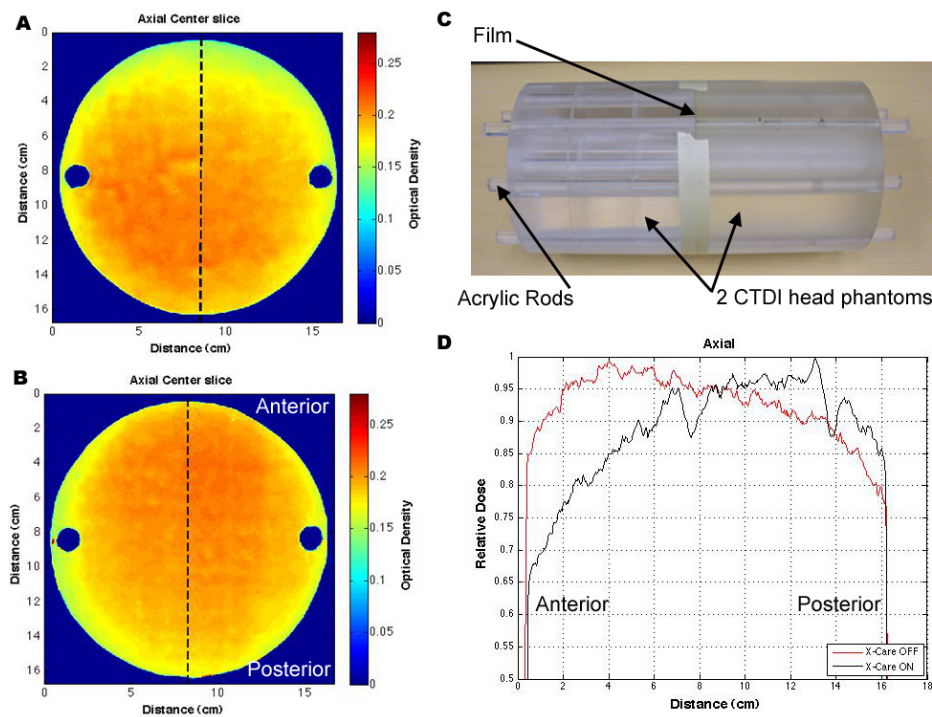 A
Axial Center slice
0
2
4
6
8
10
12
14
16
0
5
10
15
Distance (cm)
Distance (cm)
0.25
0.2
0.15
0.1
0.05
0
Optical Density
B
Axial Center slice
Anterior
Posterior
0
2
4
6
8
10
12
14
16
0
5
10
15
Distance (cm)
Distance (cm)
0.25
0.2
0.15
0.1
0.05
0
Optical Density
C
Film
Acrylic Rods
2 CTDI head phantoms
D
Axial
1
0.95
0.9
0.85
0.8
0.75
0.7
0.65
0.6
0.55
0.5
Relative Dose
Anterior
Posterior
X-Care OFF
X-Care ON
0
2
4
6
8
10
12
14
16
18
Distance (cm)